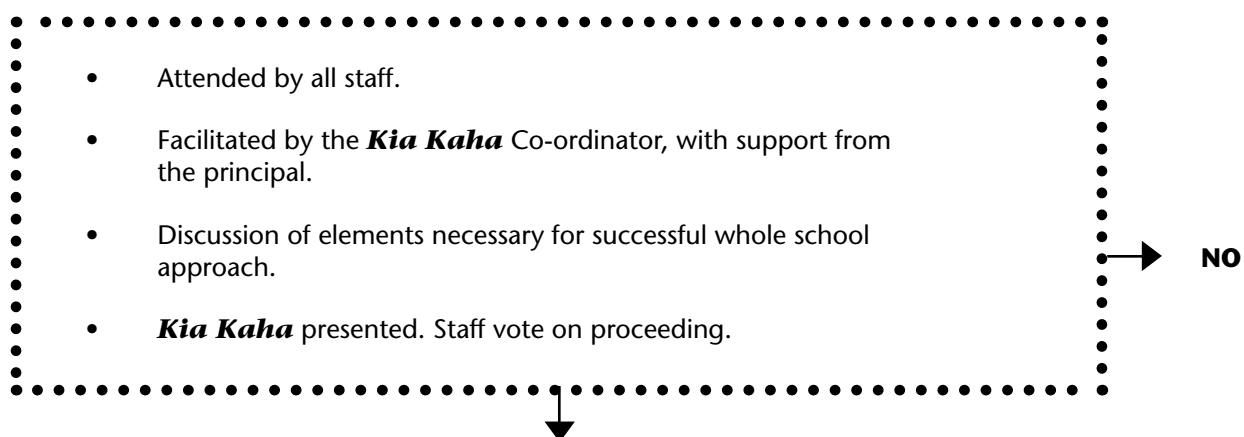 • Attended by all staff.
• Facilitated by the Kia Kaha Co-ordinator, with support from
the principal.
• Discussion of elements necessary for successful whole school
approach.
NO
• Kia Kaha presented. Staff vote on proceeding.